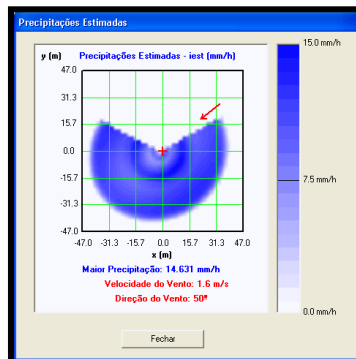 Precipitações Estimadas
y (m) Precipitações Estimadas - iest (mm/h)
47.0
31.3
15.7
0.0
-15.7
-31.3
-47.0
-47.0 -31.3 -15.7 0.0 15.7 31.3 47.0
x (m)
Maior Precipitação: 14.631 mm/h
Velocidade do Vento: 1.6 m/s
Direção do Vento: 50º
15.0 mm/h
7.5 mm/h
0.0 mm/h
Fechar